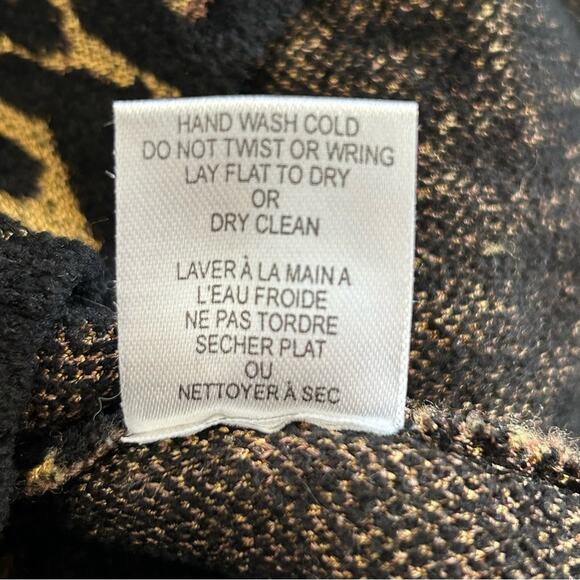 HAND WASH COLD
DO NOT TWIST OR WRING
LAY FLAT TO DRY
OR
DRY CLEAN
LAVER À LA MAIN A
L'EAU FROIDE
NE PAS TORDRE
SECHER PLAT
OU
NETTOYER À SEC